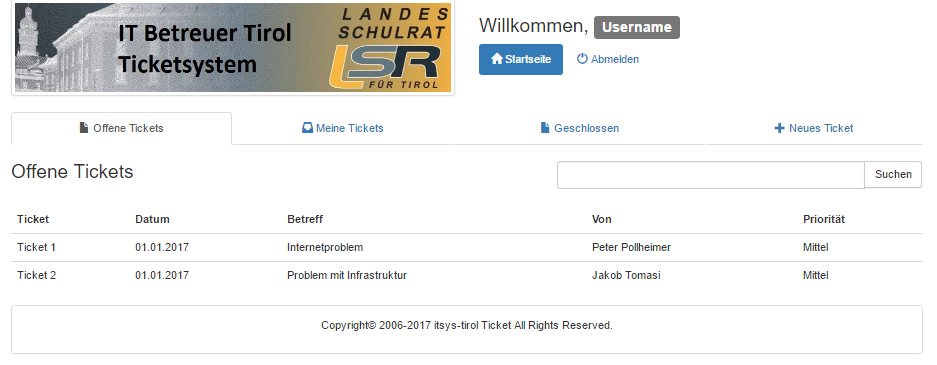 IT Betreuer Tirol
Ticketsystem
LANDES
SCHULRAT
LSR
FÜR TIROL
Willkommen, Username
Startseite Abmelden
Offene Tickets Meine Tickets Geschlossen Neues Ticket
Offene Tickets Suchen
Ticket Datum Betreff Von Priorität
Ticket 1 01.01.2017 Internetproblem Peter Pollheimer Mittel
Ticket 2 01.01.2017 Problem mit Infrastruktur Jakob Tomasi Mittel
Copyright© 2006-2017 itsys-tirol Ticket All Rights Reserved.